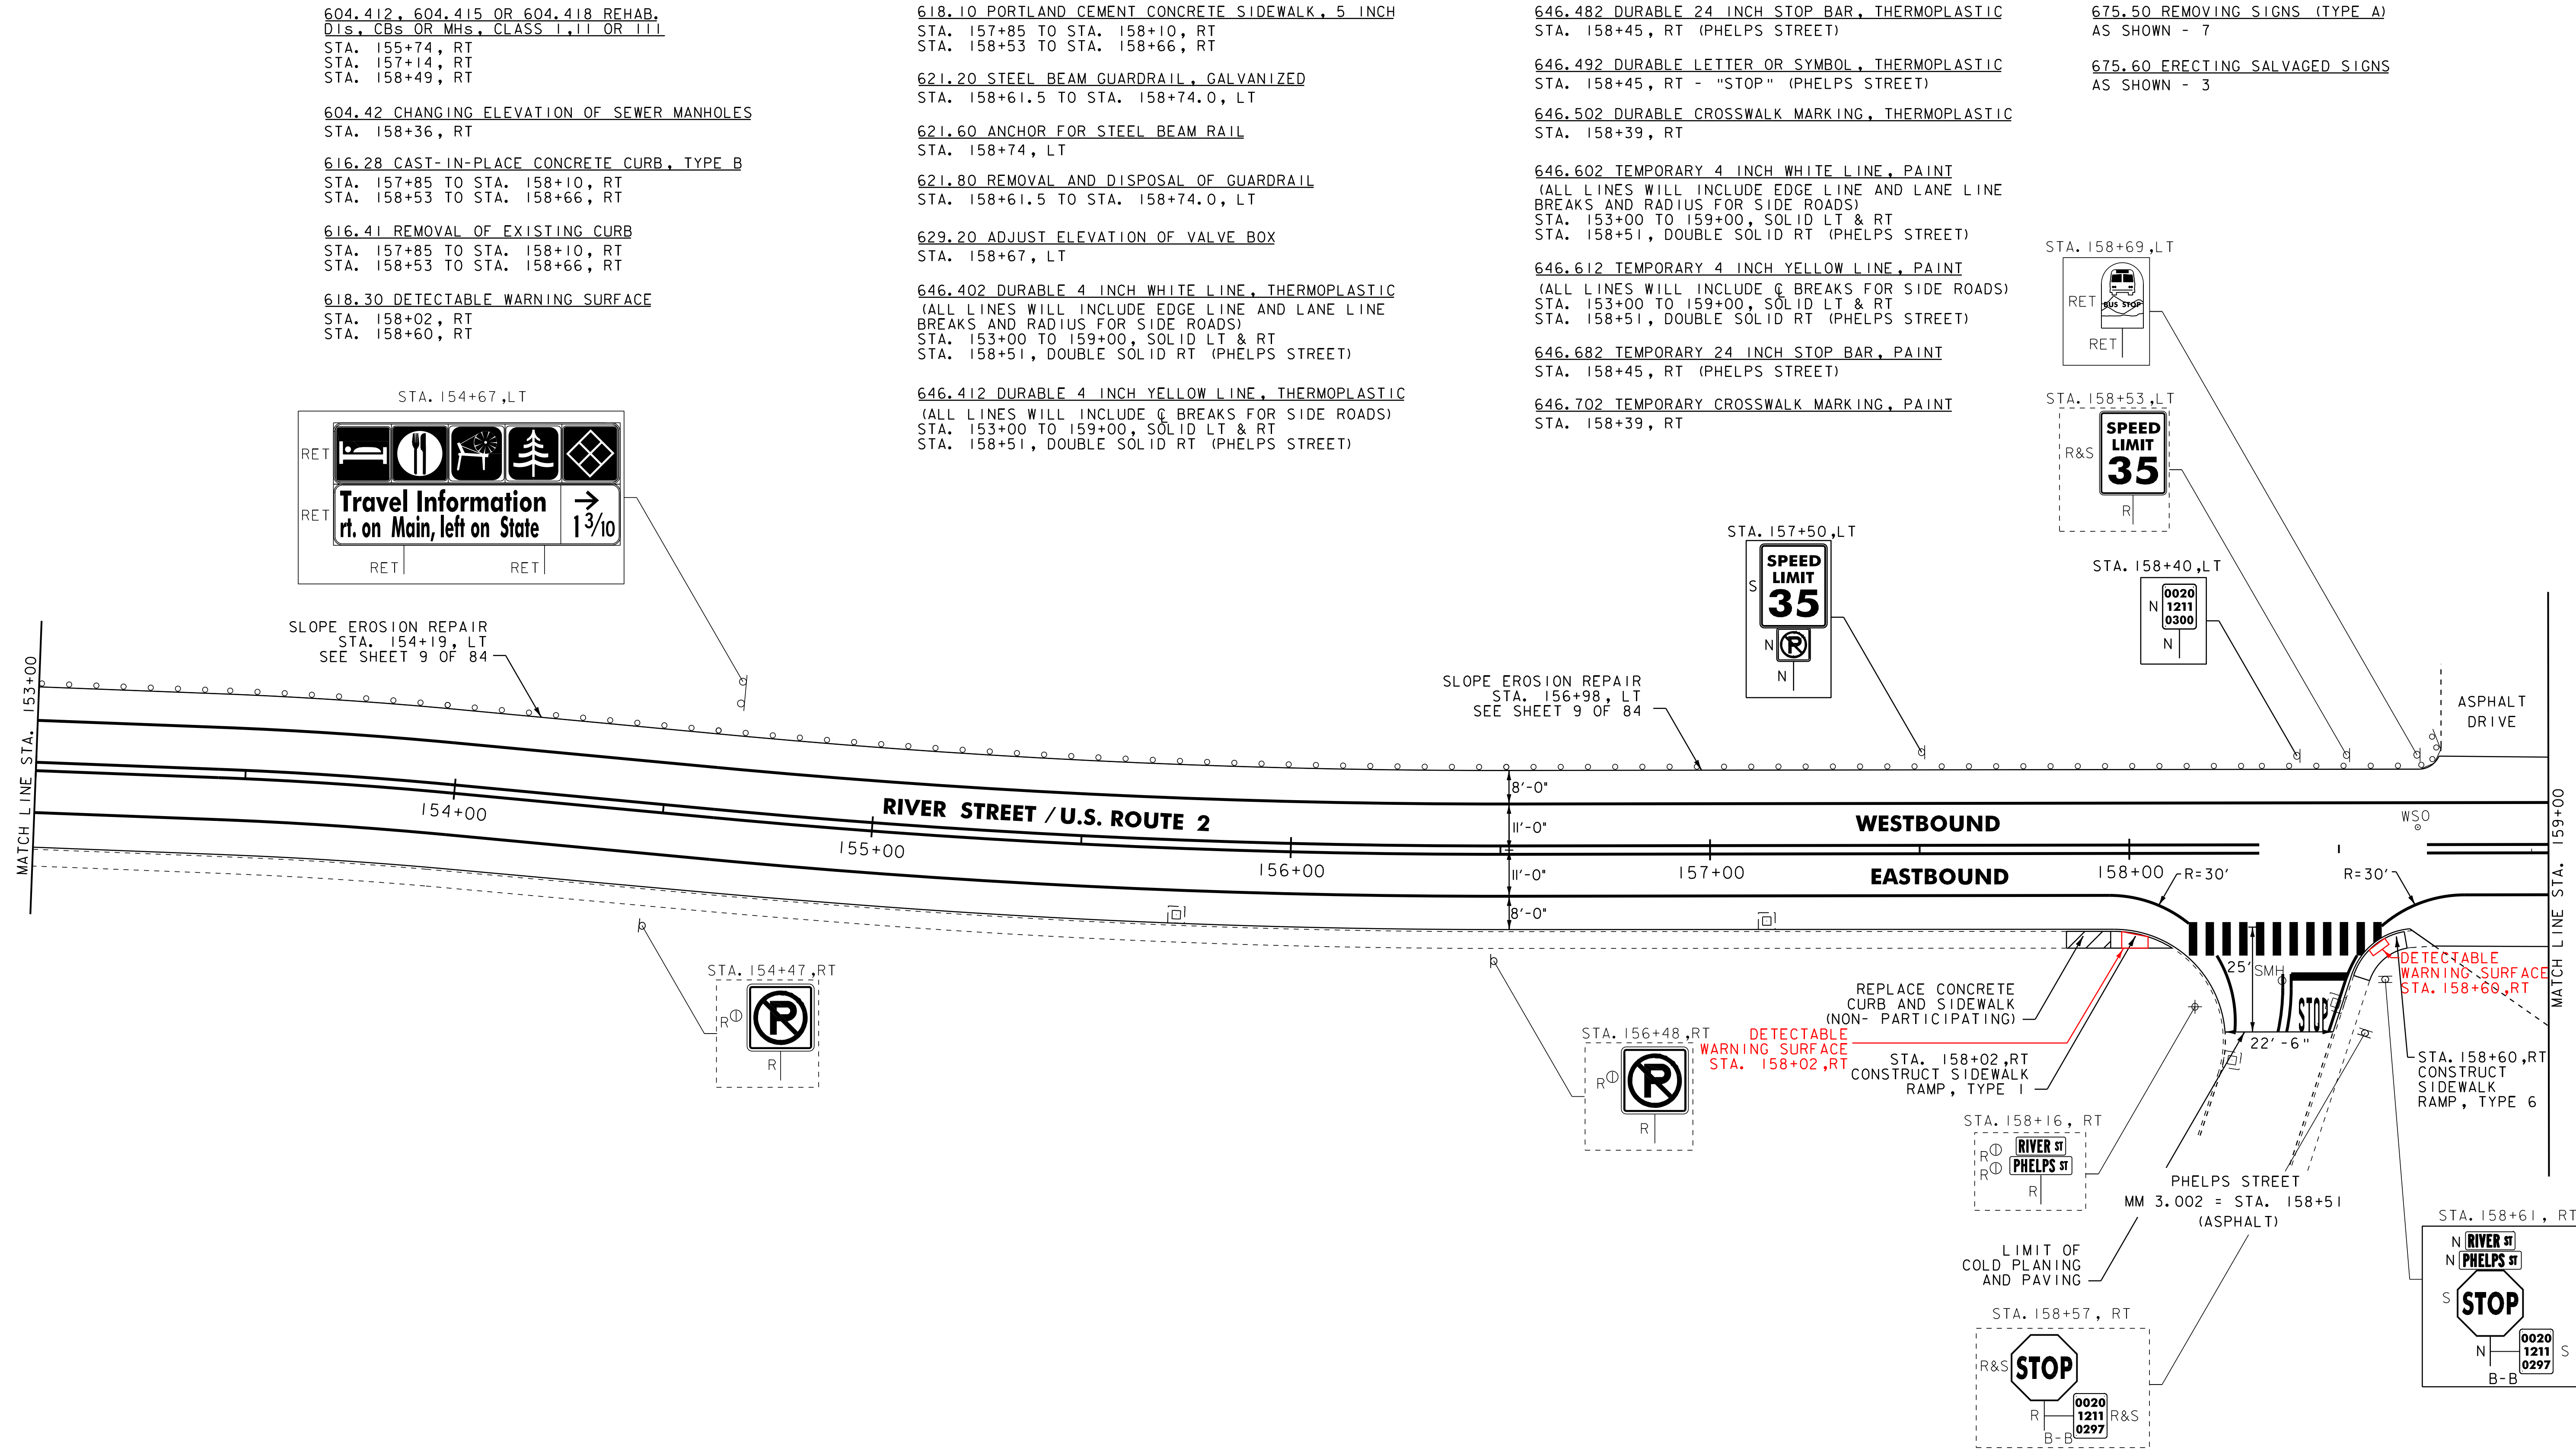 604.412, 604.415 OR 604.418 REHAB.
DIs, CBs OR MHs, CLASS I,II OR III
STA. 155+74, RT
STA. 157+14, RT
STA. 158+49, RT
604.42 CHANGING ELEVATION OF SEWER MANHOLES
STA. 158+36, RT
616.28 CAST-IN-PLACE CONCRETE CURB, TYPE B
STA. 157+85 TO STA. 158+10, RT
STA. 158+53 TO STA. 158+66, RT
616.41 REMOVAL OF EXISTING CURB
STA. 157+85 TO STA. 158+10, RT
STA. 158+53 TO STA. 158+66, RT
618.30 DETECTABLE WARNING SURFACE
STA. 158+02, RT
STA. 158+60, RT
618.10 PORTLAND CEMENT CONCRETE SIDEWALK, 5 INCH
STA. 157+85 TO STA. 158+10, RT
STA. 158+53 TO STA. 158+66, RT
621.20 STEEL BEAM GUARDRAIL, GALVANIZED
STA. 158+61.5 TO STA. 158+74.0, LT
621.60 ANCHOR FOR STEEL BEAM RAIL
STA. 158+74, LT
621.80 REMOVAL AND DISPOSAL OF GUARDRAIL
STA. 158+61.5 TO STA. 158+74.0, LT
629.20 ADJUST ELEVATION OF VALVE BOX
STA. 158+67, LT
646.402 DURABLE 4 INCH WHITE LINE, THERMOPLASTIC
(ALL LINES WILL INCLUDE EDGE LINE AND LANE LINE
BREAKS AND RADIUS FOR SIDE ROADS)
STA. 153+00 TO 159+00, SOLID LT & RT
STA. 158+51, DOUBLE SOLID RT (PHELPS STREET)
646.412 DURABLE 4 INCH YELLOW LINE, THERMOPLASTIC
(ALL LINES WILL INCLUDE ℄ BREAKS FOR SIDE ROADS)
STA. 153+00 TO 159+00, SOLID LT & RT
STA. 158+51, DOUBLE SOLID RT (PHELPS STREET)
646.482 DURABLE 24 INCH STOP BAR, THERMOPLASTIC
STA. 158+45, RT (PHELPS STREET)
646.492 DURABLE LETTER OR SYMBOL, THERMOPLASTIC
STA. 158+45, RT - "STOP" (PHELPS STREET)
646.502 DURABLE CROSSWALK MARKING, THERMOPLASTIC
STA. 158+39, RT
646.602 TEMPORARY 4 INCH WHITE LINE, PAINT
(ALL LINES WILL INCLUDE EDGE LINE AND LANE LINE
BREAKS AND RADIUS FOR SIDE ROADS)
STA. 153+00 TO 159+00, SOLID LT & RT
STA. 158+51, DOUBLE SOLID RT (PHELPS STREET)
646.612 TEMPORARY 4 INCH YELLOW LINE, PAINT
(ALL LINES WILL INCLUDE ℄ BREAKS FOR SIDE ROADS)
STA. 153+00 TO 159+00, SOLID LT & RT
STA. 158+51, DOUBLE SOLID RT (PHELPS STREET)
646.682 TEMPORARY 24 INCH STOP BAR, PAINT
STA. 158+45, RT (PHELPS STREET)
646.702 TEMPORARY CROSSWALK MARKING, PAINT
STA. 158+39, RT
675.50 REMOVING SIGNS (TYPE A)
AS SHOWN - 7
675.60 ERECTING SALVAGED SIGNS
AS SHOWN - 3
STA. 158+69,LT
RET
BUS STOP
RET
STA. 158+53,LT
R&S
SPEED
LIMIT
35
R
STA. 154+67,LT
RET
RET
Travel Information
rt. on Main, left on State
1 3/10
RET
RET
STA. 157+50,LT
S
SPEED
LIMIT
35
N
P
N
STA. 158+40,LT
N
0020
1211
0300
N
SLOPE EROSION REPAIR
STA. 154+19, LT
SEE SHEET 9 OF 84
SLOPE EROSION REPAIR
STA. 156+98, LT
SEE SHEET 9 OF 84
ASPHALT
DRIVE
MATCH LINE STA. 153+00
MATCH LINE STA. 159+00
MATCH LINE STA. 159+00
154+00
155+00
156+00
157+00
158+00
RIVER STREET / U.S. ROUTE 2
WESTBOUND
EASTBOUND
8'-0"
11'-0"
11'-0"
8'-0"
WSO
R=30'
R=30'
25'
SMH
STOP
22'-6"
STA. 154+47,RT
R
P
R
STA. 156+48,RT
R
P
R
REPLACE CONCRETE
CURB AND SIDEWALK
(NON- PARTICIPATING)
DETECTABLE
WARNING SURFACE
STA. 158+02,RT
STA. 158+02,RT
CONSTRUCT SIDEWALK
RAMP, TYPE 1
DETECTABLE
WARNING SURFACE
STA. 158+60,RT
STA. 158+60,RT
CONSTRUCT
SIDEWALK
RAMP, TYPE 6
STA. 158+16, RT
R RIVER ST
R PHELPS ST
R
PHELPS STREET
MM 3.002 = STA. 158+51
(ASPHALT)
LIMIT OF
COLD PLANING
AND PAVING
STA. 158+57, RT
R&S
STOP
R
0020
1211
0297
R&S
B-B
STA. 158+61, RT
N RIVER ST
N PHELPS ST
S
STOP
N
0020
1211
0297
S
B-B